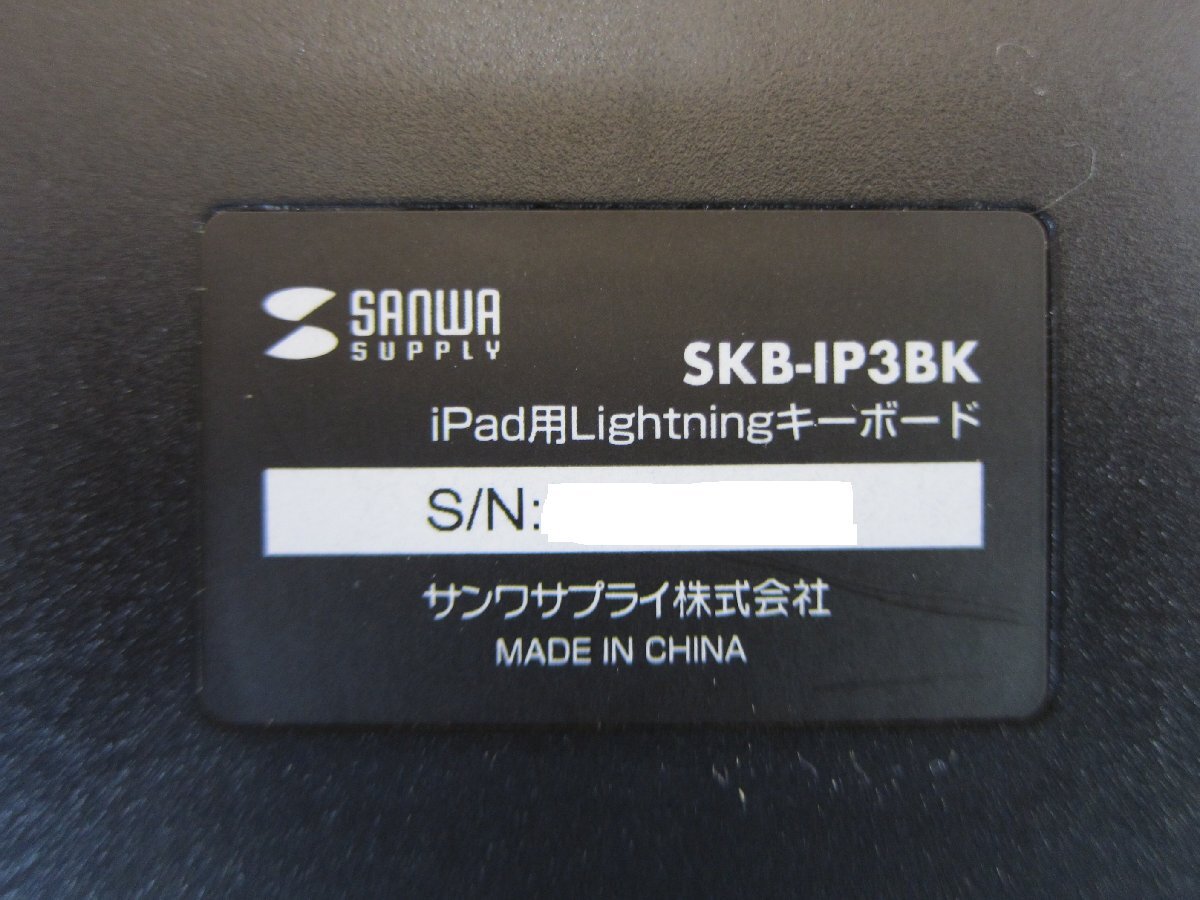 SANWA
SUPPLY
SKB-IP3BK
iPad用Lightningキーボード
S/N:
サンワサプライ株式会社
MADE IN CHINA